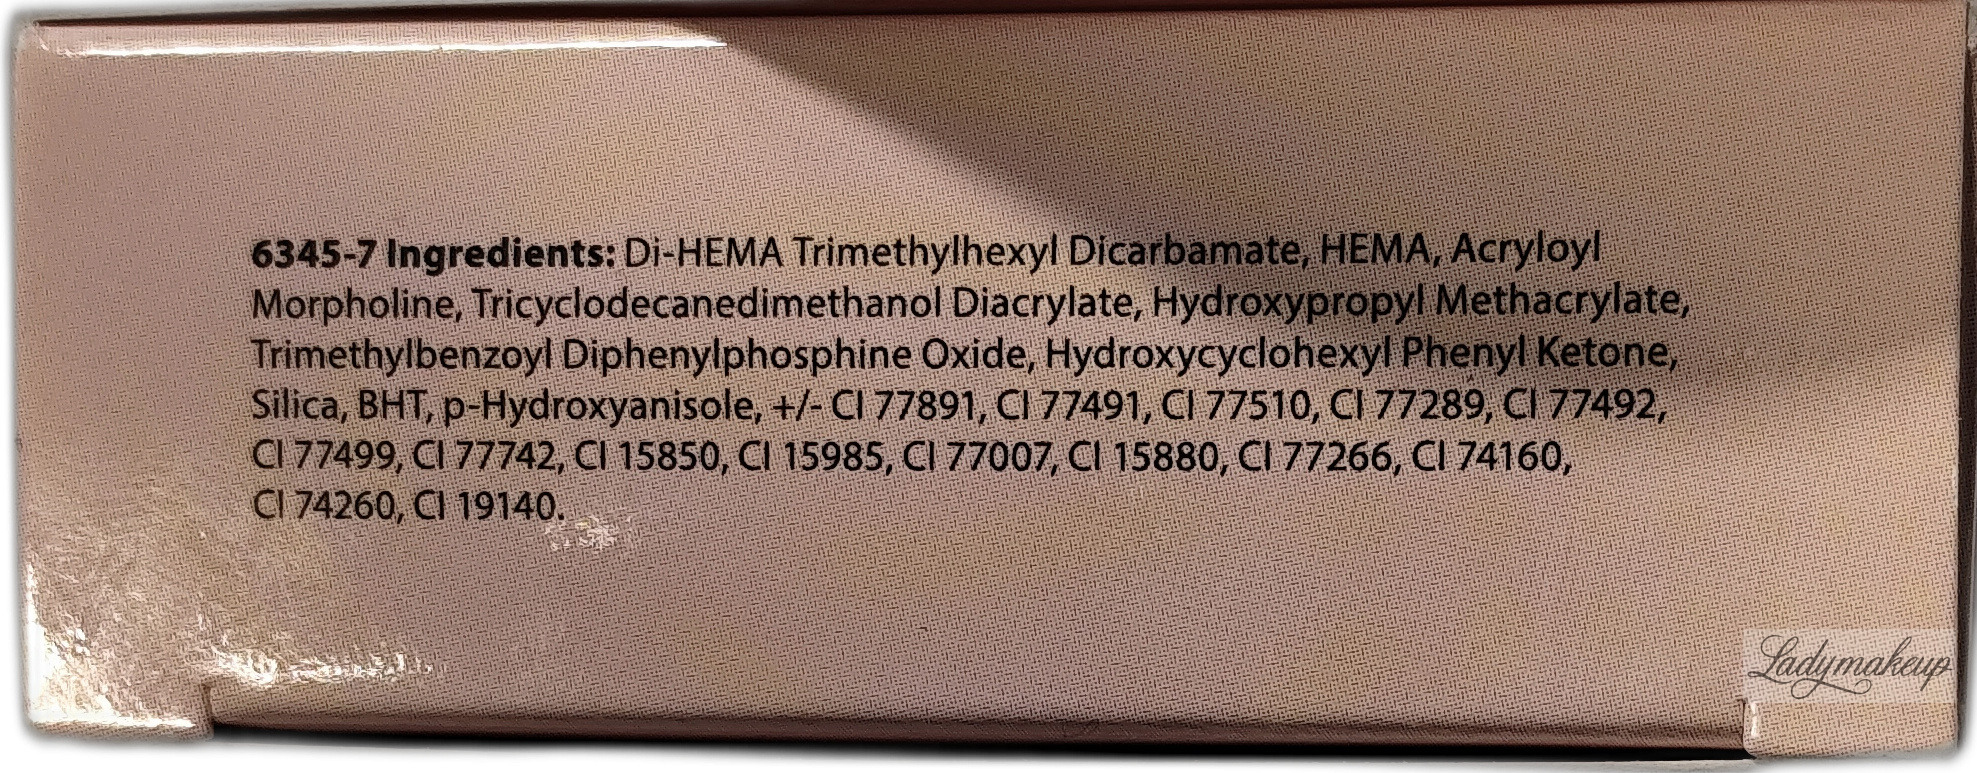 6345-7 Ingredients: Di-HEMA Trimethylhexyl Dicarbamate, HEMA, Acryloyl
Morpholine, Tricyclodecanedimethanol Diacrylate, Hydroxypropyl Methacrylate,
Trimethylbenzoyl Diphenylphosphine Oxide, Hydroxycyclohexyl Phenyl Ketone,
Silica, BHT, p-Hydroxyanisole, +/- CI 77891, CI 77491, CI 77510, CI 77289, CI 77492,
CI 77499, CI 77742, CI 15850, CI 15985, CI 77007, CI 15880, CI 77266, CI 74160,
CI 74260, CI 19140.
Ladymakeup